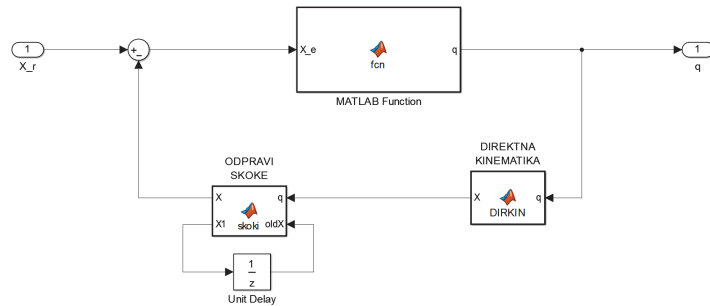 1
X_r
+
-
X_e
fcn
q
MATLAB Function
1
q
ODPRAVI
SKOKE
X
q
X1
skoki
oldX
1
z
Unit Delay
DIREKTNA
KINEMATIKA
X
q
DIRKIN